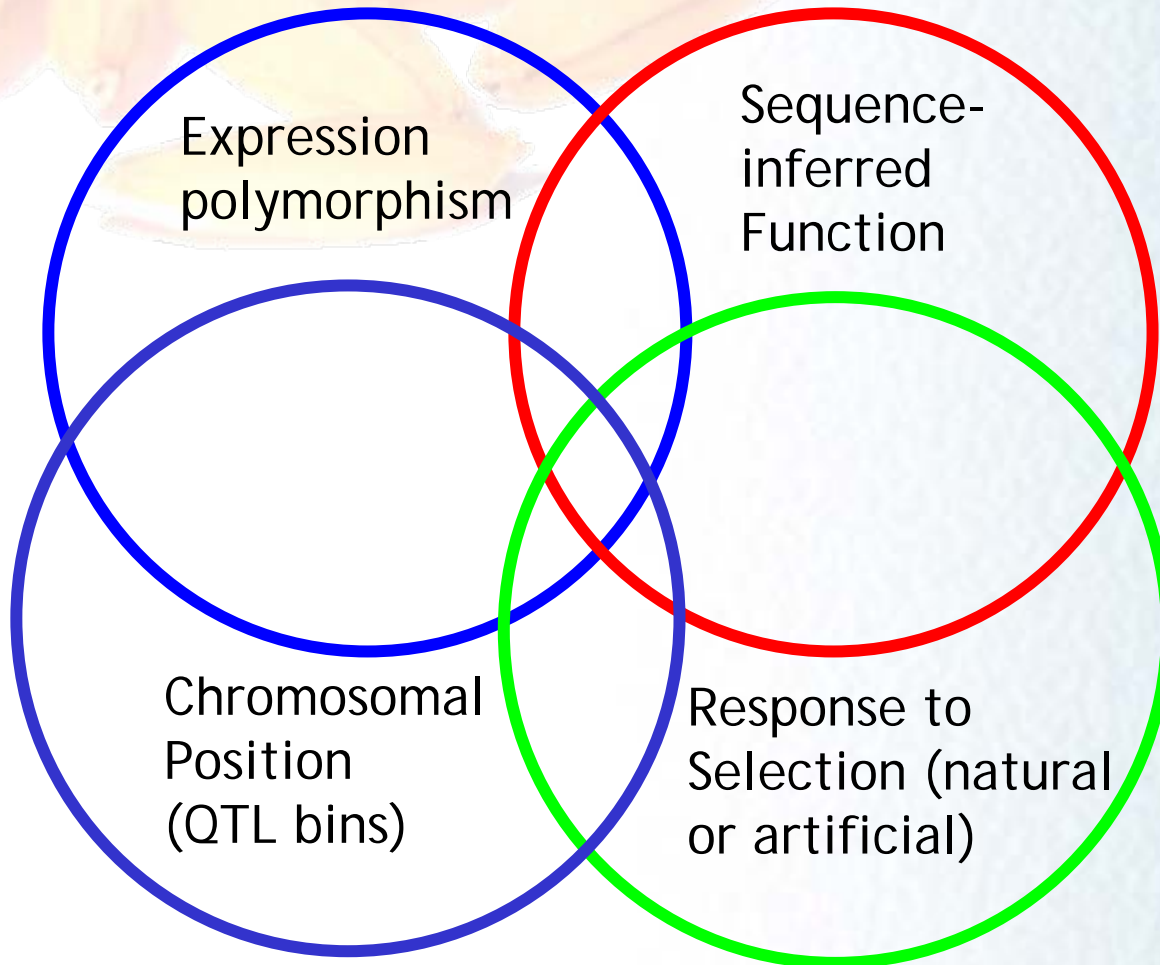 Expression
polymorphism
Sequence-
inferred
Function
Chromosomal
Position
(QTL bins)
Response to
Selection (natural
or artificial)